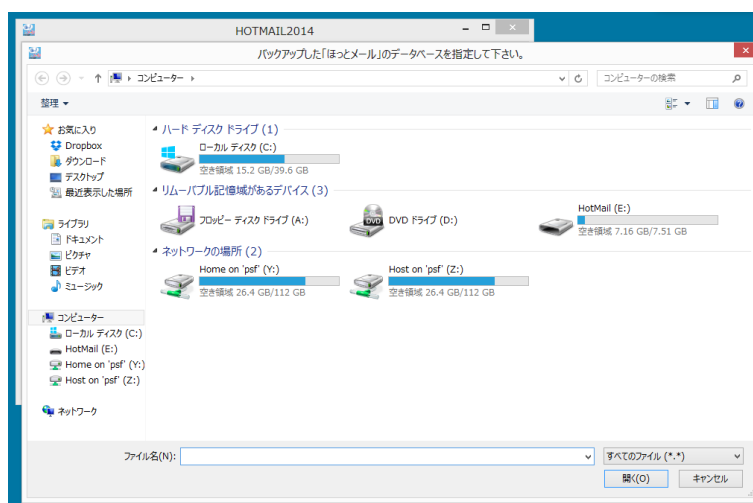 HOTMAIL2014
バックアップした「ほっとメール」のデータベースを指定して下さい。
コンピューター
コンピューターの検索
整理
お気に入り
Dropbox
ダウンロード
デスクトップ
最近表示した場所
ライブラリ
ドキュメント
ピクチャ
ビデオ
ミュージック
コンピューター
ローカル ディスク (C:)
HotMail (E:)
Home on 'psf' (Y:)
Host on 'psf' (Z:)
ネットワーク
ハード ディスク ドライブ (1)
ローカル ディスク (C:)
空き領域 15.2 GB/39.6 GB
リムーバブル記憶域があるデバイス (3)
フロッピー ディスク ドライブ (A:)
DVD
DVD ドライブ (D:)
HotMail (E:)
空き領域 7.16 GB/7.51 GB
ネットワークの場所 (2)
Home on 'psf' (Y:)
空き領域 26.4 GB/112 GB
Host on 'psf' (Z:)
空き領域 26.4 GB/112 GB
ファイル名(N):
すべてのファイル (*.*)
開く(O)
キャンセル